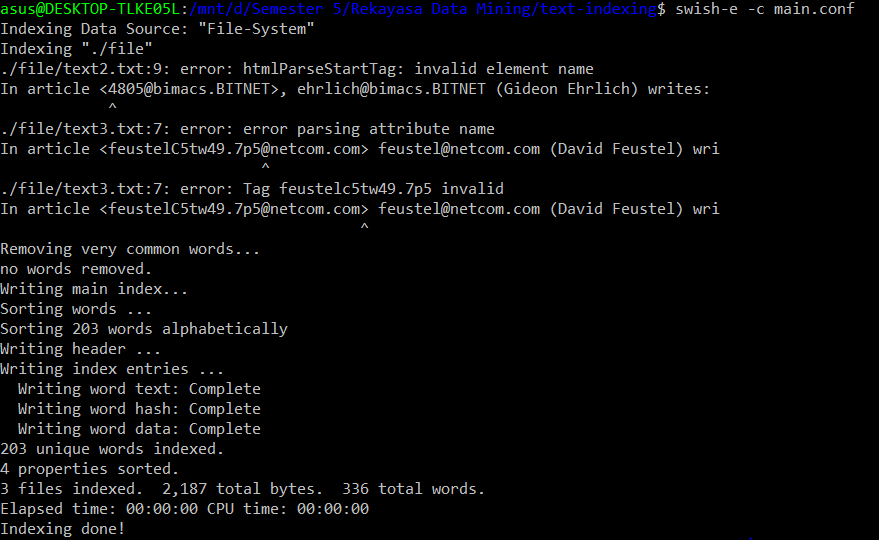 asus@DESKTOP-TLKE05L:/mnt/d/Semester 5/Rekayasa Data Mining/text-indexing$ swish-e -c main.conf
Indexing Data Source: "File-System"
Indexing "./file"
./file/text2.txt:9: error: htmlParseStartTag: invalid element name
In article <4805@bimacs.BITNET>, ehrlich@bimacs.BITNET (Gideon Ehrlich) writes:
            ^
./file/text3.txt:7: error: error parsing attribute name
In article <feustelC5tw49.7p5@netcom.com> feustel@netcom.com (David Feustel) wri
                             ^
./file/text3.txt:7: error: Tag feustelc5tw49.7p5 invalid
In article <feustelC5tw49.7p5@netcom.com> feustel@netcom.com (David Feustel) wri
                                        ^
Removing very common words...
no words removed.
Writing main index...
Sorting words ...
Sorting 203 words alphabetically
Writing header ...
Writing index entries ...
  Writing word text: Complete
  Writing word hash: Complete
  Writing word data: Complete
203 unique words indexed.
4 properties sorted.
3 files indexed.  2,187 total bytes.  336 total words.
Elapsed time: 00:00:00 CPU time: 00:00:00
Indexing done!